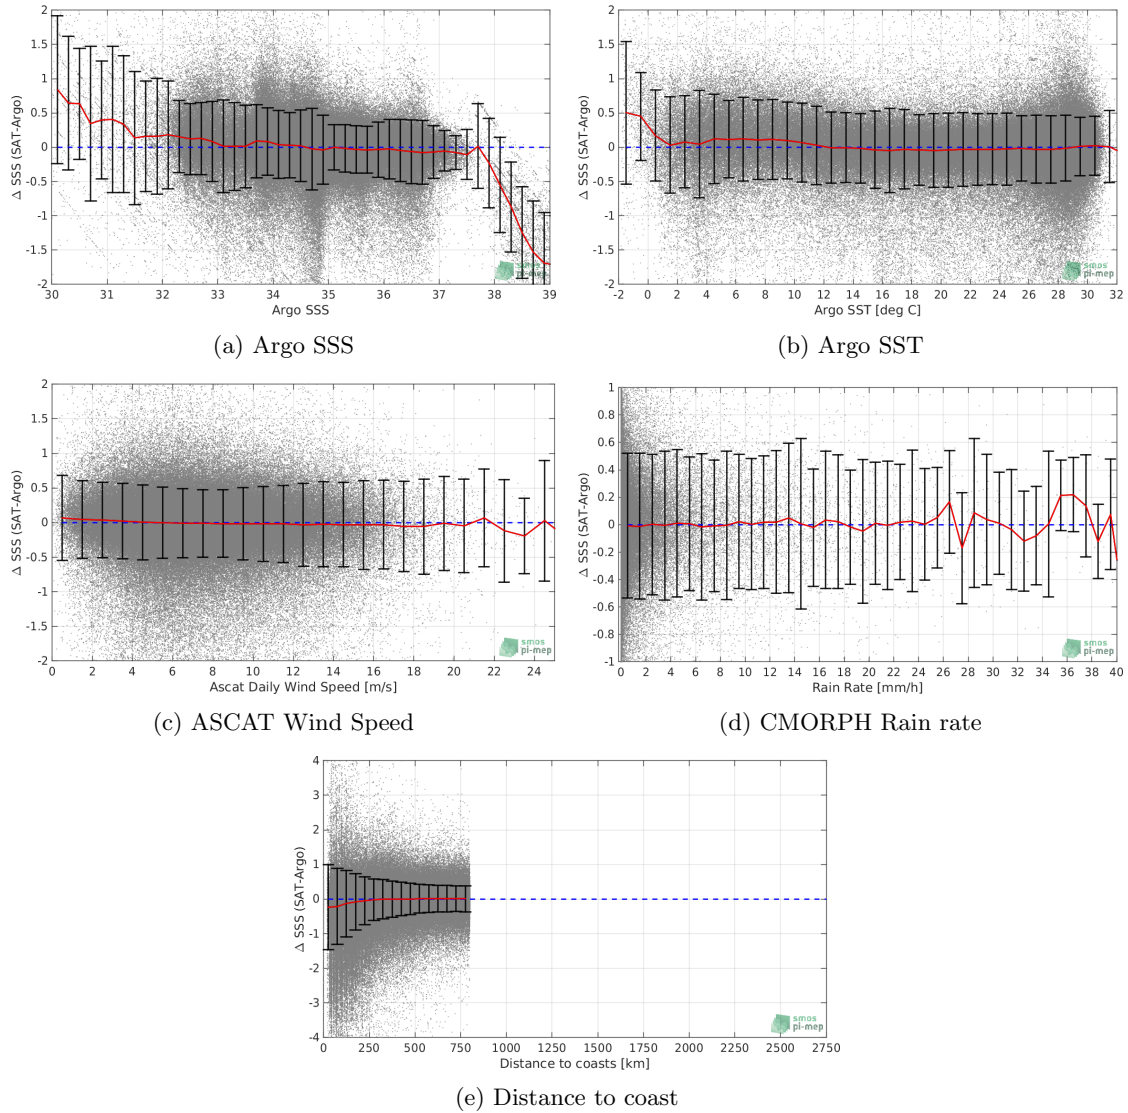 2
1.5
1
0.5
0
-0.5
-1
-1.5
-2
Δ SSS (SAT-Argo)
30 31 32 33 34 35 36 37 38 39
Argo SSS
smos
pi-mep
(a) Argo SSS
2
1.5
1
0.5
0
-0.5
-1
-1.5
-2
Δ SSS (SAT-Argo)
-2 0 2 4 6 8 10 12 14 16 18 20 22 24 26 28 30 32
Argo SST [deg C]
smos
pi-mep
(b) Argo SST
2
1.5
1
0.5
0
-0.5
-1
-1.5
-2
Δ SSS (SAT-Argo)
2 4 6 8 10 12 14 16 18 20 22 24
Ascat Daily Wind Speed [m/s]
smos
pi-mep
(c) ASCAT Wind Speed
1
0.8
0.6
0.4
0.2
0
-0.2
-0.4
-0.6
-0.8
-1
Δ SSS (SAT-Argo)
0 2 4 6 8 10 12 14 16 18 20 22 24 26 28 30 32 34 36 38 40
Rain Rate [mm/h]
smos
pi-mep
(d) CMORPH Rain rate
4
3
2
1
0
-1
-2
-3
-4
Δ SSS (SAT-Argo)
0 250 500 750 1000 1250 1500 1750 2000 2250 2500 2750
Distance to coasts [km]
smos
pi-mep
(e) Distance to coast